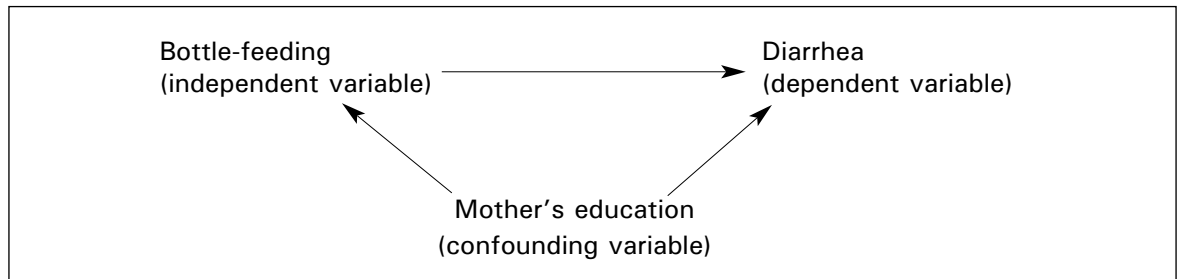 Bottle-feeding
(independent variable)
Diarrhea
(dependent variable)
Mother's education
(confounding variable)